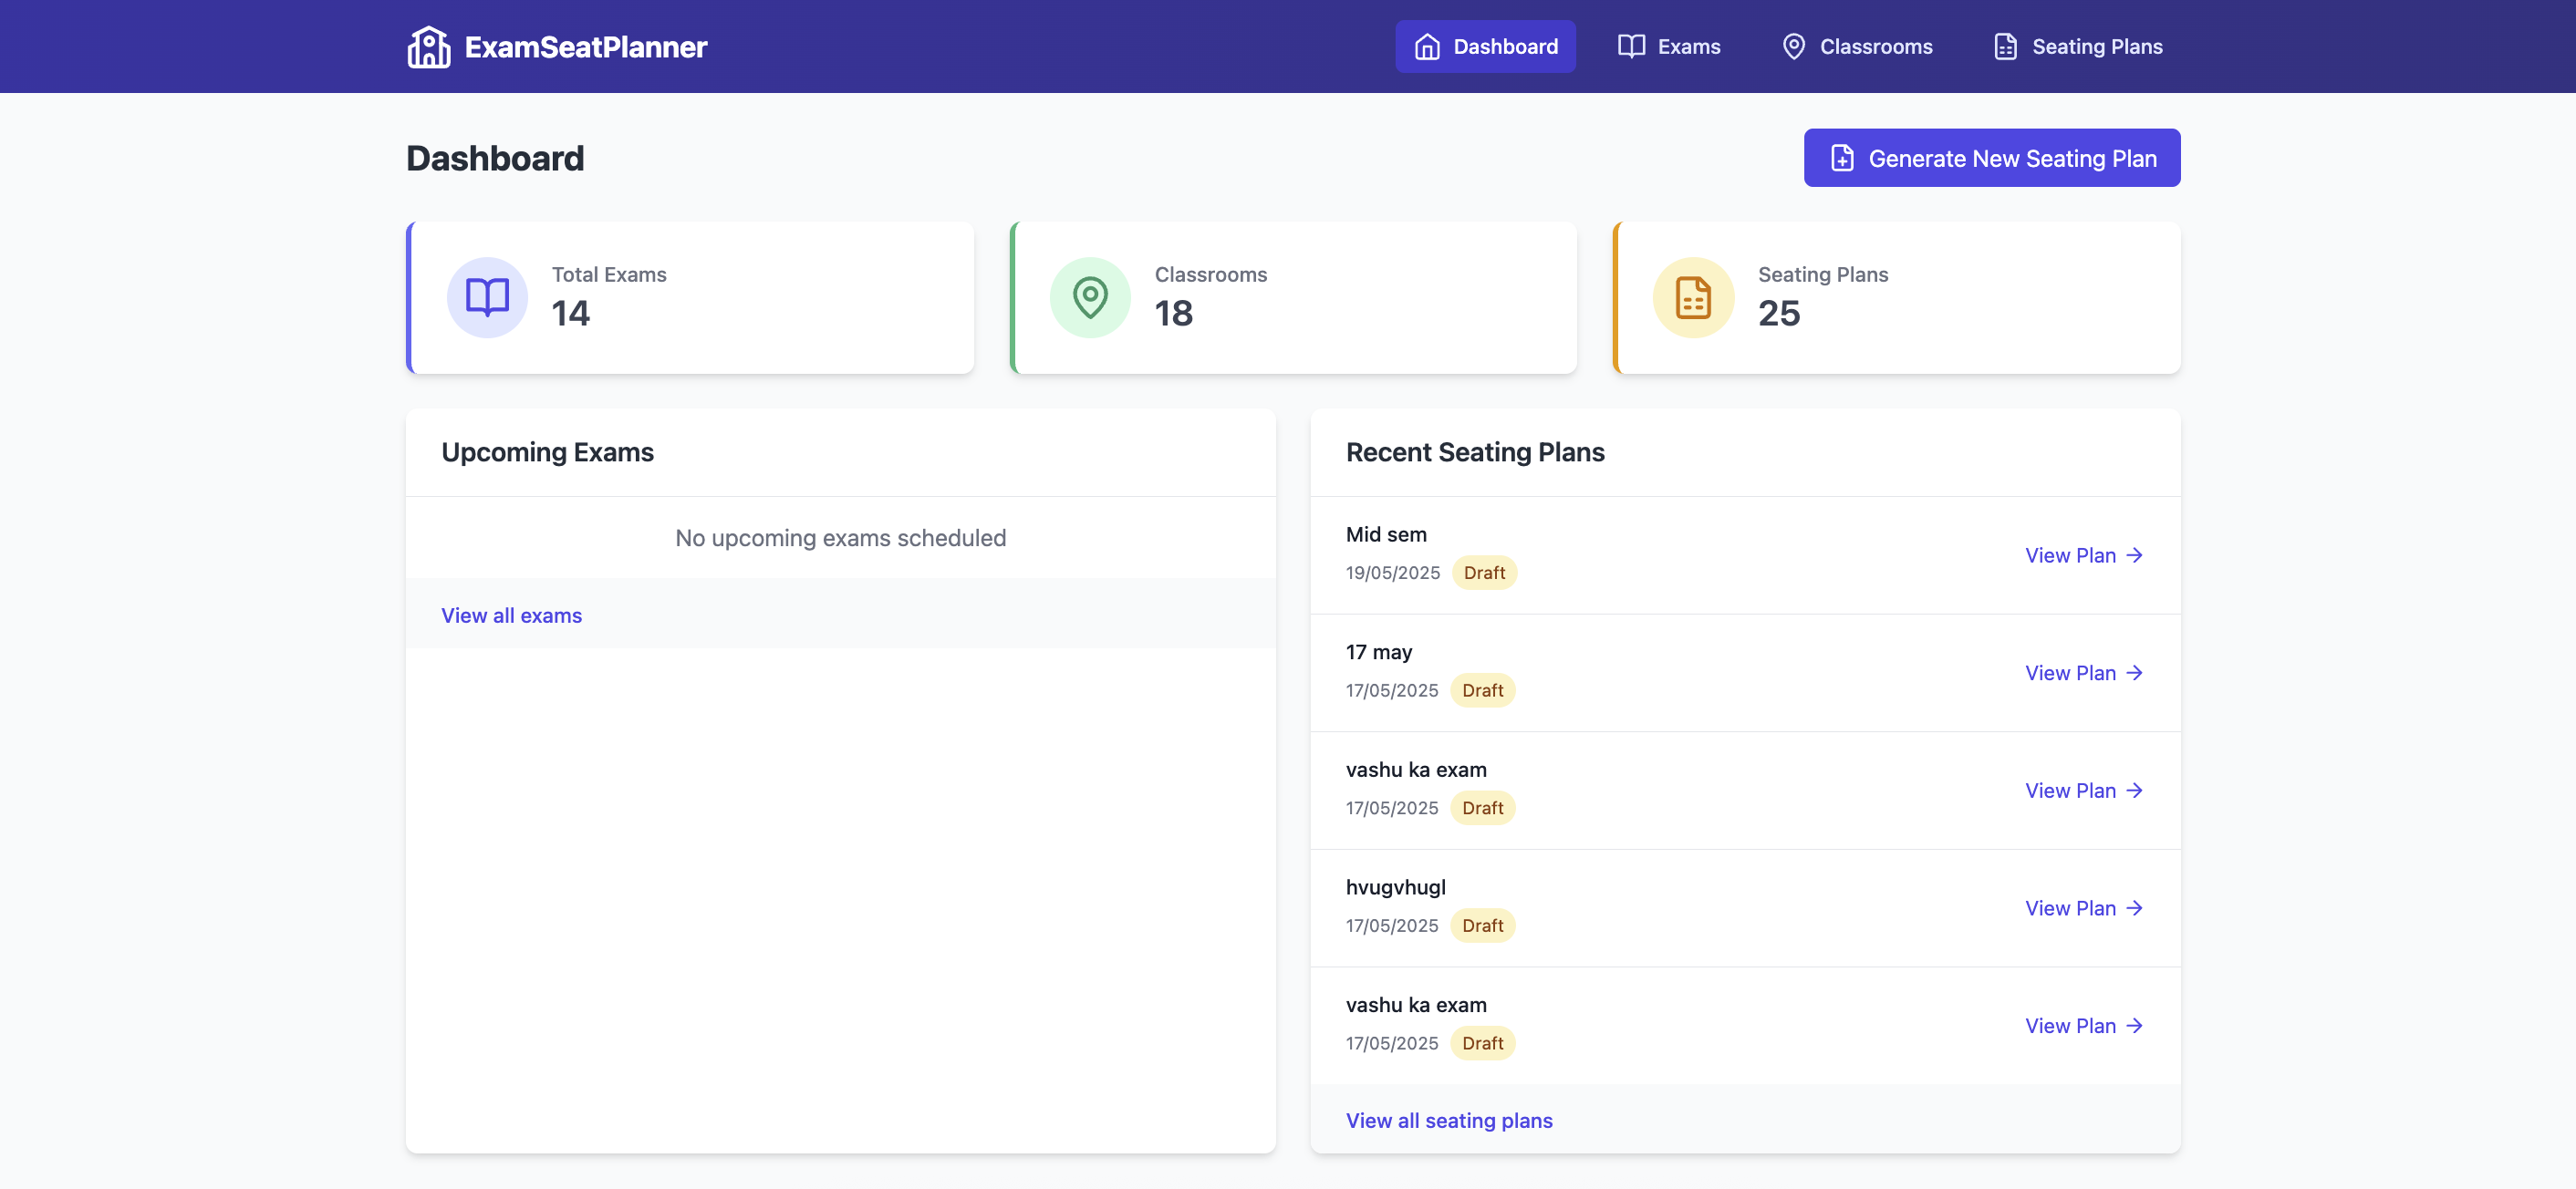 ExamSeatPlanner
Dashboard
Exams
Classrooms
Seating Plans
Dashboard
Generate New Seating Plan
Total Exams
14
Classrooms
18
Seating Plans
25
Upcoming Exams
No upcoming exams scheduled
View all exams
Recent Seating Plans
Mid sem
19/05/2025 Draft
View Plan →
17 may
17/05/2025 Draft
View Plan →
vashu ka exam
17/05/2025 Draft
View Plan →
hvugvhugl
17/05/2025 Draft
View Plan →
vashu ka exam
17/05/2025 Draft
View Plan →
View all seating plans